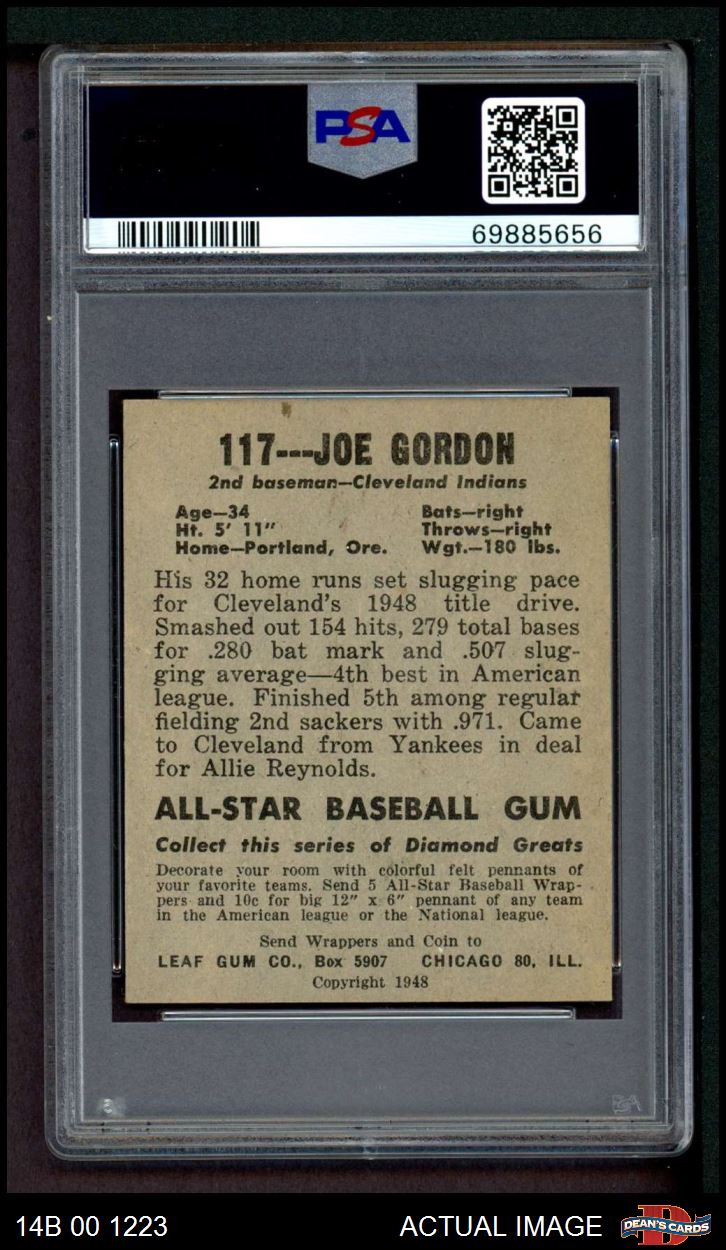 PSA
69885656
117---JOE GORDON
2nd baseman—Cleveland Indians
Age—34 Bats—right
Ht. 5' 11" Throws—right
Home—Portland, Ore. Wgt.—180 lbs.
His 32 home runs set slugging pace
for Cleveland's 1948 title drive.
Smashed out 154 hits, 279 total bases
for .280 bat mark and .507 slug-
ging average—4th best in American
league. Finished 5th among regular
fielding 2nd sackers with .971. Came
to Cleveland from Yankees in deal
for Allie Reynolds.
ALL-STAR BASEBALL GUM
Collect this series of Diamond Greats
Decorate your room with colorful felt pennants of
your favorite teams. Send 5 All-Star Baseball Wrap-
pers and 10c for big 12" x 6" pennant of any team
in the American league or the National league.
Send Wrappers and Coin to
LEAF GUM CO., Box 5907 CHICAGO 80, ILL.
Copyright 1948
PSA
14B 00 1223 ACTUAL IMAGE DEAN'S CARDS